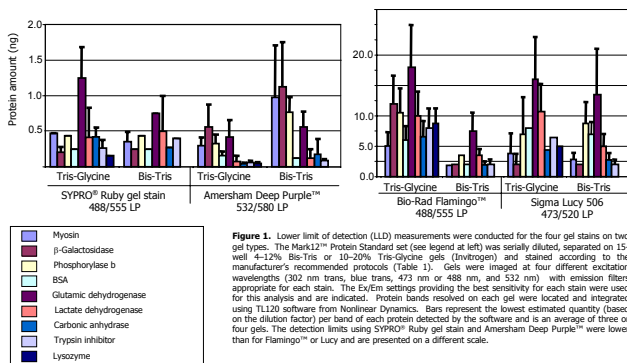 Protein amount (ng)
2.0
1.5
1.0
0.5
Tris-Glycine Bis-Tris Tris-Glycine Bis-Tris
SYPRO® Ruby gel stain Amersham Deep Purple™
488/555 LP 532/580 LP
20.0
15.0
10.0
5.0
0.0
Tris-Glycine Bis-Tris Tris-Glycine Bis-Tris
Bio-Rad Flamingo™ Sigma Lucy 506
488/555 LP 473/520 LP
Myosin
β-Galactosidase
Phosphorylase b
BSA
Glutamic dehydrogenase
Lactate dehydrogenase
Carbonic anhydrase
Trypsin inhibitor
Lysozyme
Figure 1. Lower limit of detection (LLD) measurements were conducted for the four gel stains on two
gel types. The Mark12™ Protein Standard set (see legend at left) was serially diluted, separated on 15-
well 4–12% Bis-Tris or 10–20% Tris-Glycine gels (Invitrogen) and stained according to the
manufacturer's recommended protocols (Table 1). Gels were imaged at four different excitation
wavelengths (302 nm trans, blue trans, 473 nm or 488 nm, and 532 nm) with emission filters
appropriate for each stain. The Ex/Em settings providing the best sensitivity for each stain were used
for this analysis and are indicated. Protein bands resolved on each gel were located and integrated
using TL120 software from Nonlinear Dynamics. Bars represent the lowest estimated quantity (based
on the dilution factor) per band of each protein detected by the software and is an average of three or
four gels. The detection limits using SYPRO® Ruby gel stain and Amersham Deep Purple™ were lower
than for Flamingo™ or Lucy and are presented on a different scale.